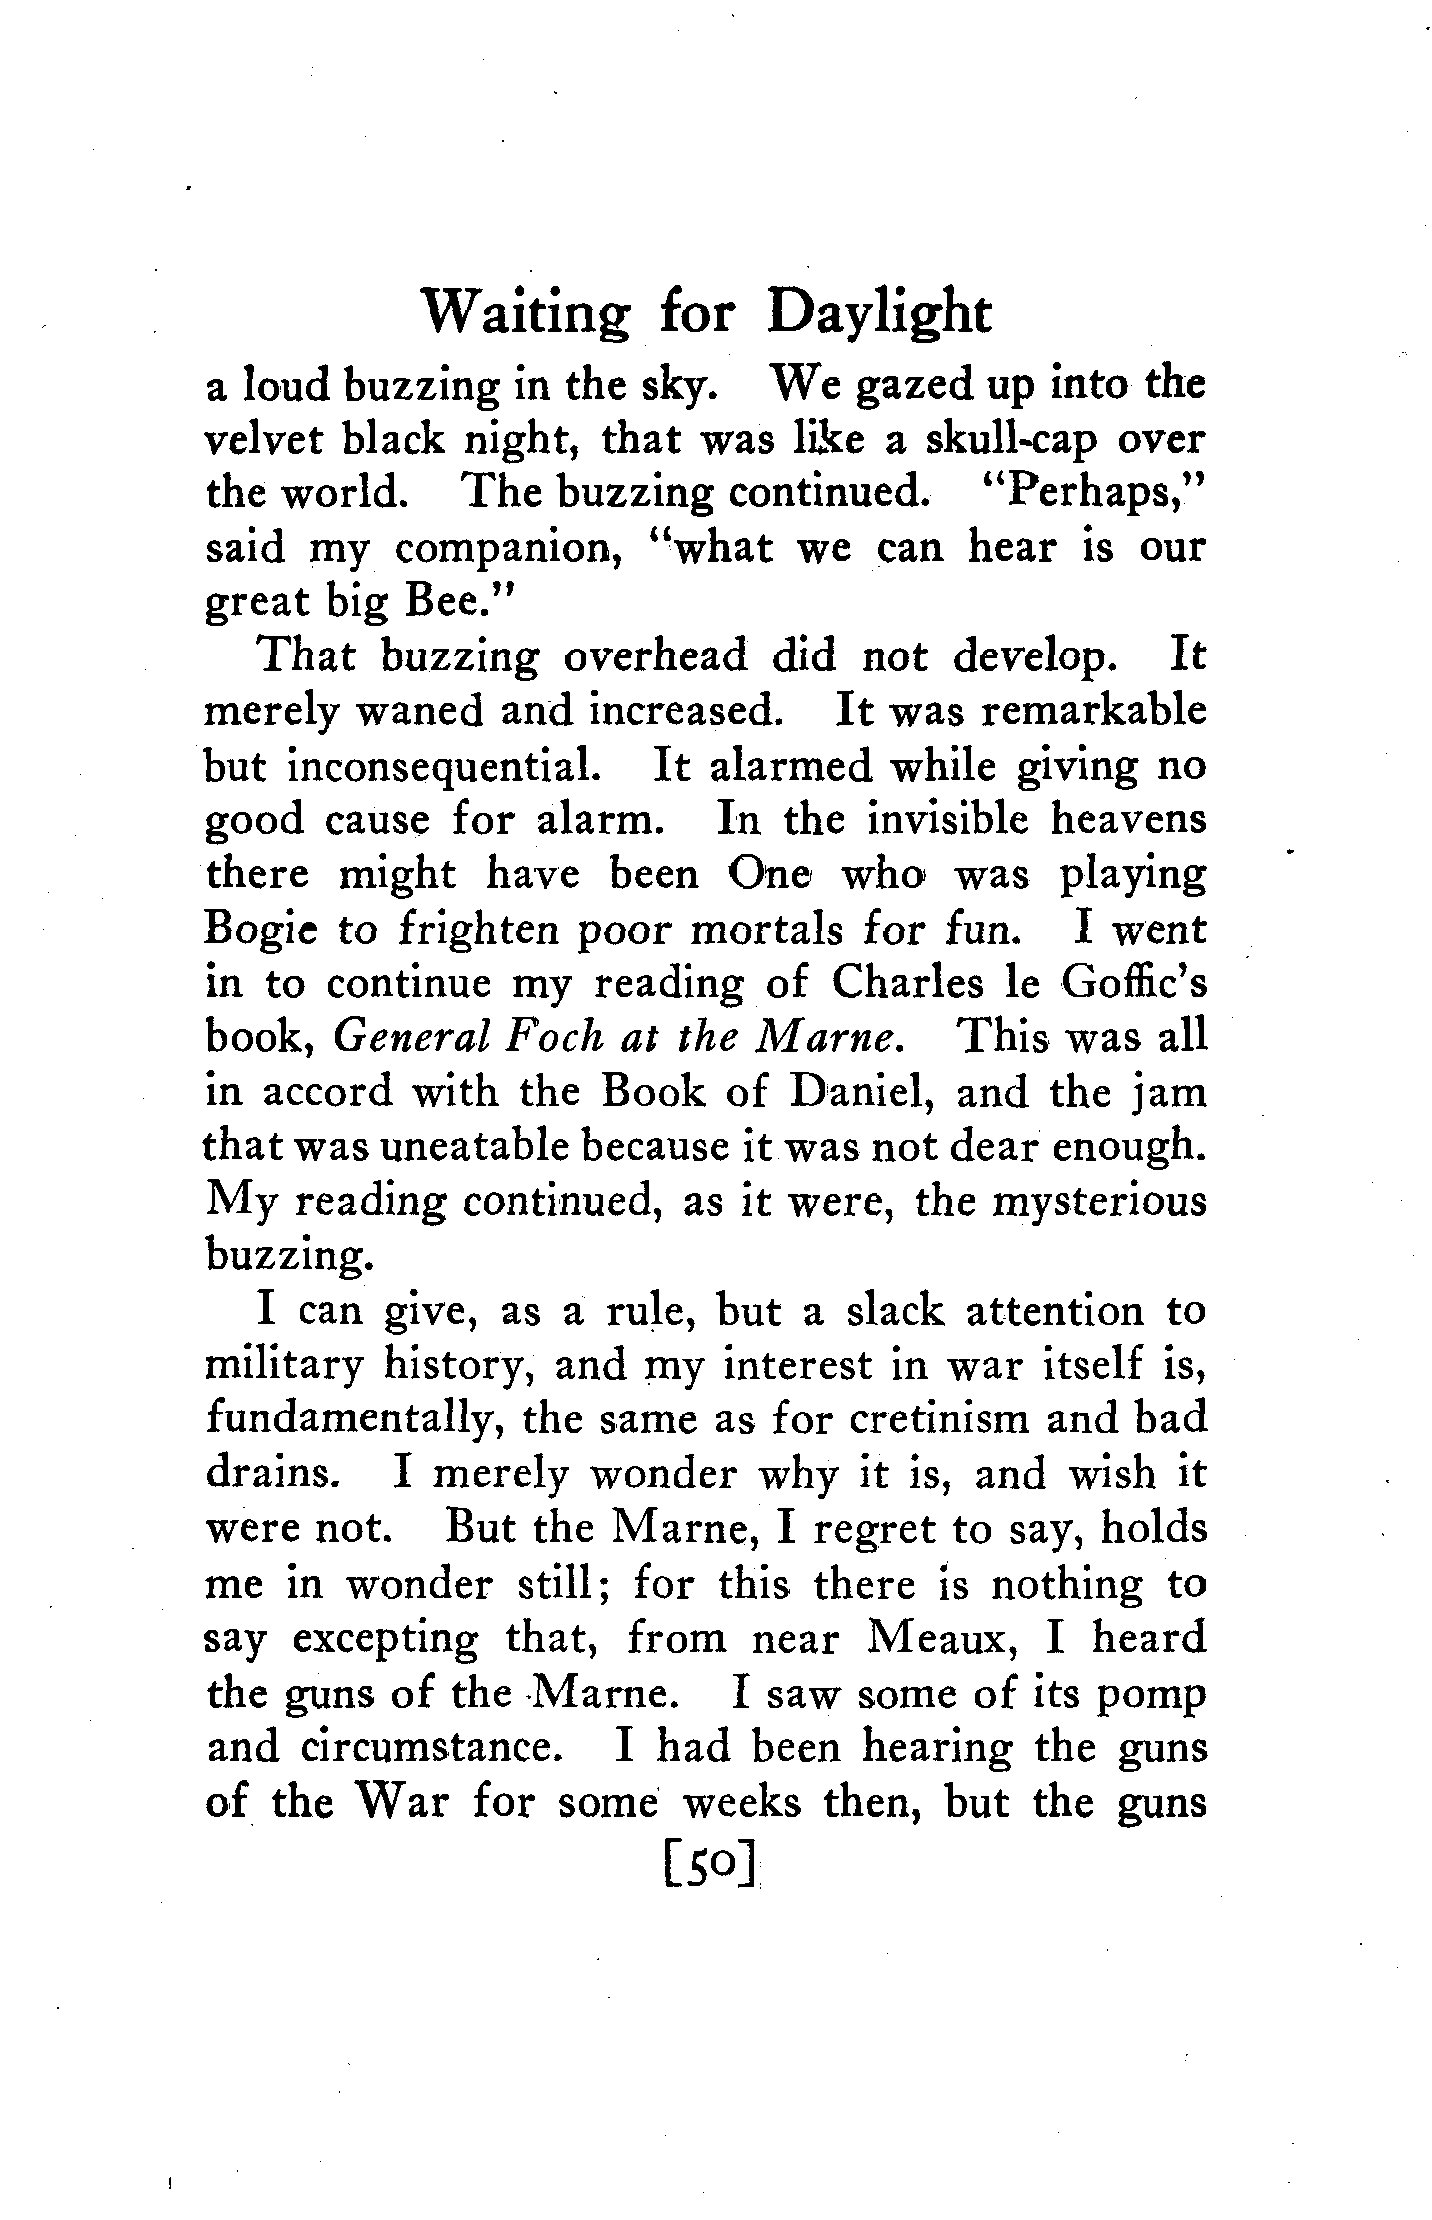 Waiting for Daylight
a loud buzzing in the sky. We gazed up into the
velvet black night, that was like a skull-cap over
the world. The buzzing continued. "Perhaps,"
said my companion, "what we can hear is our
great big Bee."
That buzzing overhead did not develop. It
merely waned and increased. It was remarkable
but inconsequential. It alarmed while giving no
good cause for alarm. In the invisible heavens
there might have been One who was playing
Bogie to frighten poor mortals for fun. I went
in to continue my reading of Charles le Goffic's
book, General Foch at the Marne. This was all
in accord with the Book of Daniel, and the jam
that was uneatable because it was not dear enough.
My reading continued, as it were, the mysterious
buzzing.
I can give, as a rule, but a slack attention to
military history, and my interest in war itself is,
fundamentally, the same as for cretinism and bad
drains. I merely wonder why it is, and wish it
were not. But the Marne, I regret to say, holds
me in wonder still; for this there is nothing to
say excepting that, from near Meaux, I heard
the guns of the Marne. I saw some of its pomp
and circumstance. I had been hearing the guns
of the War for some weeks then, but the guns
[50]